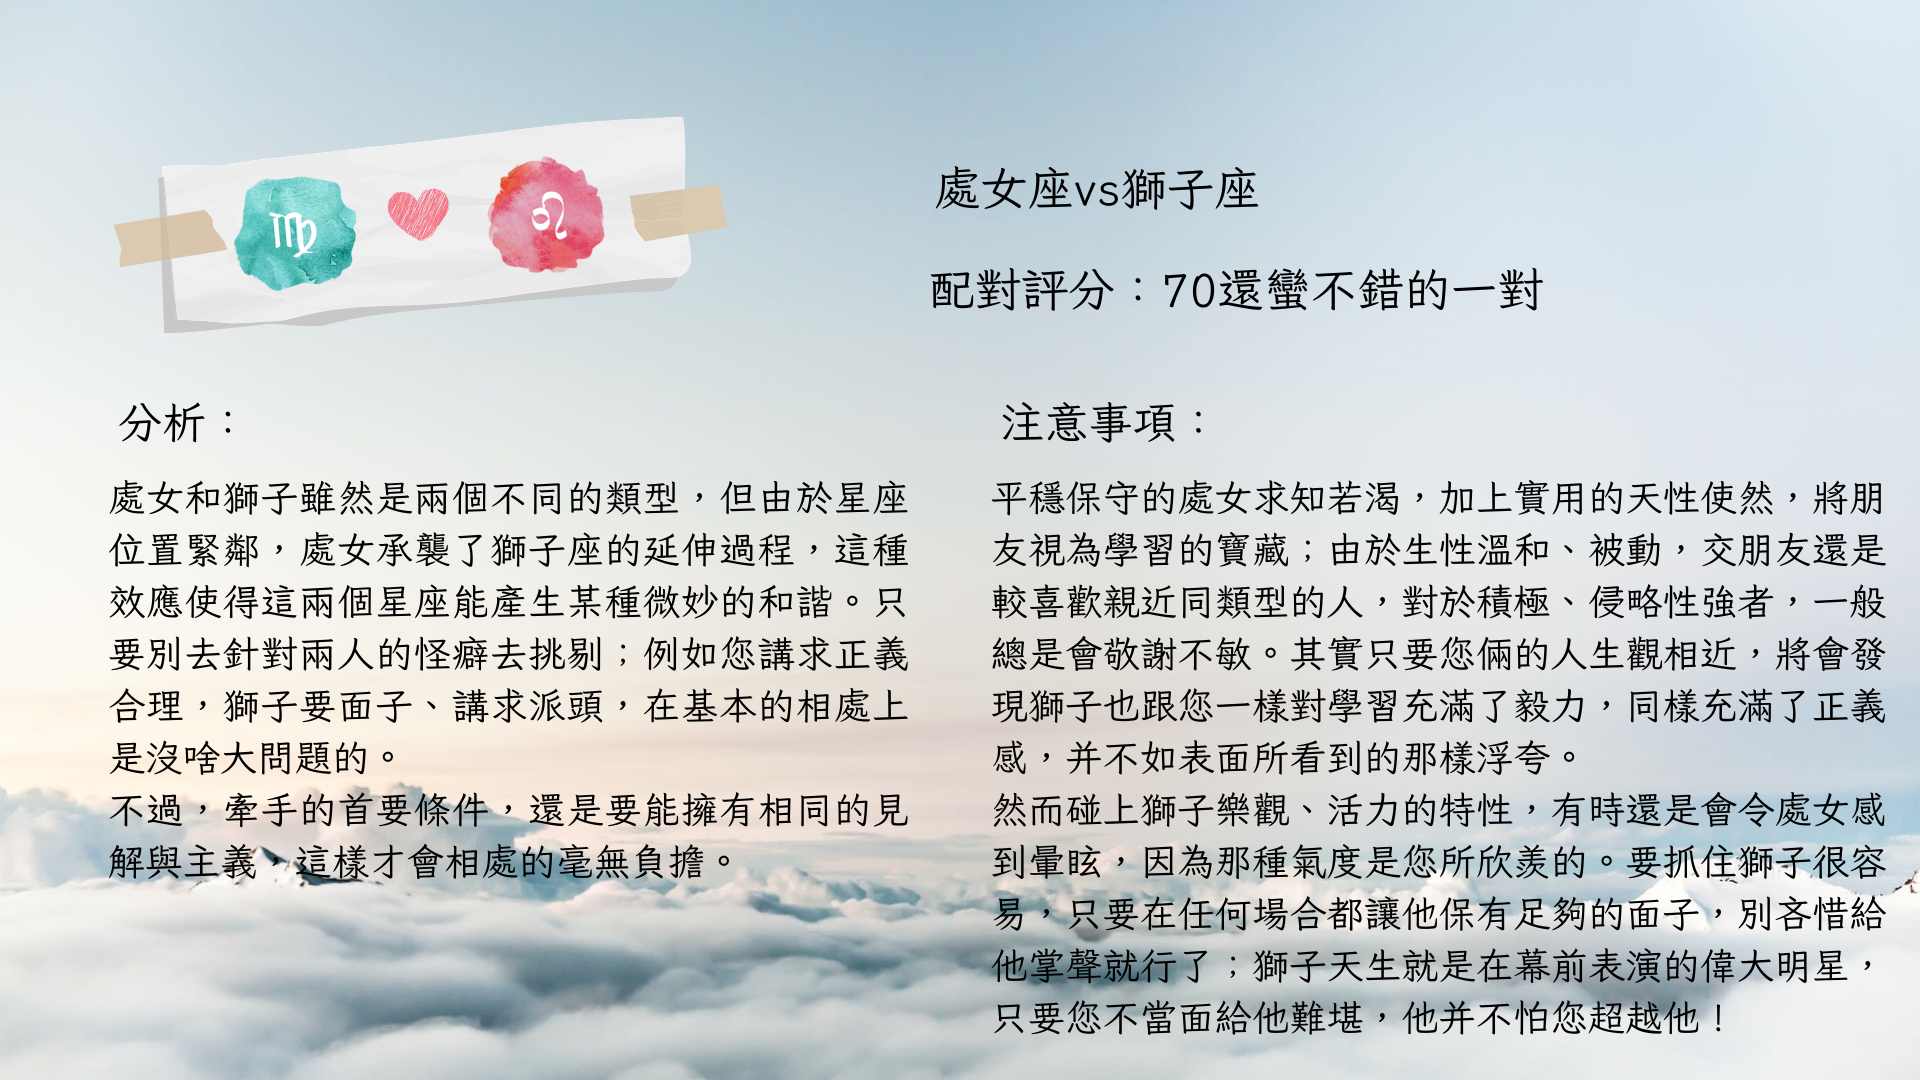 ♍ ♌
處女座vs獅子座
配對評分：70還蠻不錯的一對
分析：
處女和獅子雖然是兩個不同的類型，但由於星座
位置緊鄰，處女承襲了獅子座的延伸過程，這種
效應使得這兩個星座能產生某種微妙的和諧。只
要別去針對兩人的怪癖去挑剔；例如您講求正義
合理，獅子要面子、講求派頭，在基本的相處上
是沒啥大問題的。
不過，牽手的首要條件，還是要能擁有相同的見
解與主義，這樣才會相處的毫無負擔。
注意事項：
平穩保守的處女求知若渴，加上實用的天性使然，將朋
友視為學習的寶藏；由於生性溫和、被動，交朋友還是
較喜歡親近同類型的人，對於積極、侵略性強者，一般
總是會敬謝不敏。其實只要您倆的人生觀相近，將會發
現獅子也跟您一樣對學習充滿了毅力，同樣充滿了正義
感，并不如表面所看到的那樣浮夸。
然而碰上獅子樂觀、活力的特性，有時還是會令處女感
到暈眩，因為那種氣度是您所欣羨的。要抓住獅子很容
易，只要在任何場合都讓他保有足夠的面子，別吝惜給
他掌聲就行了；獅子天生就是在幕前表演的偉大明星，
只要您不當面給他難堪，他并不怕您超越他！